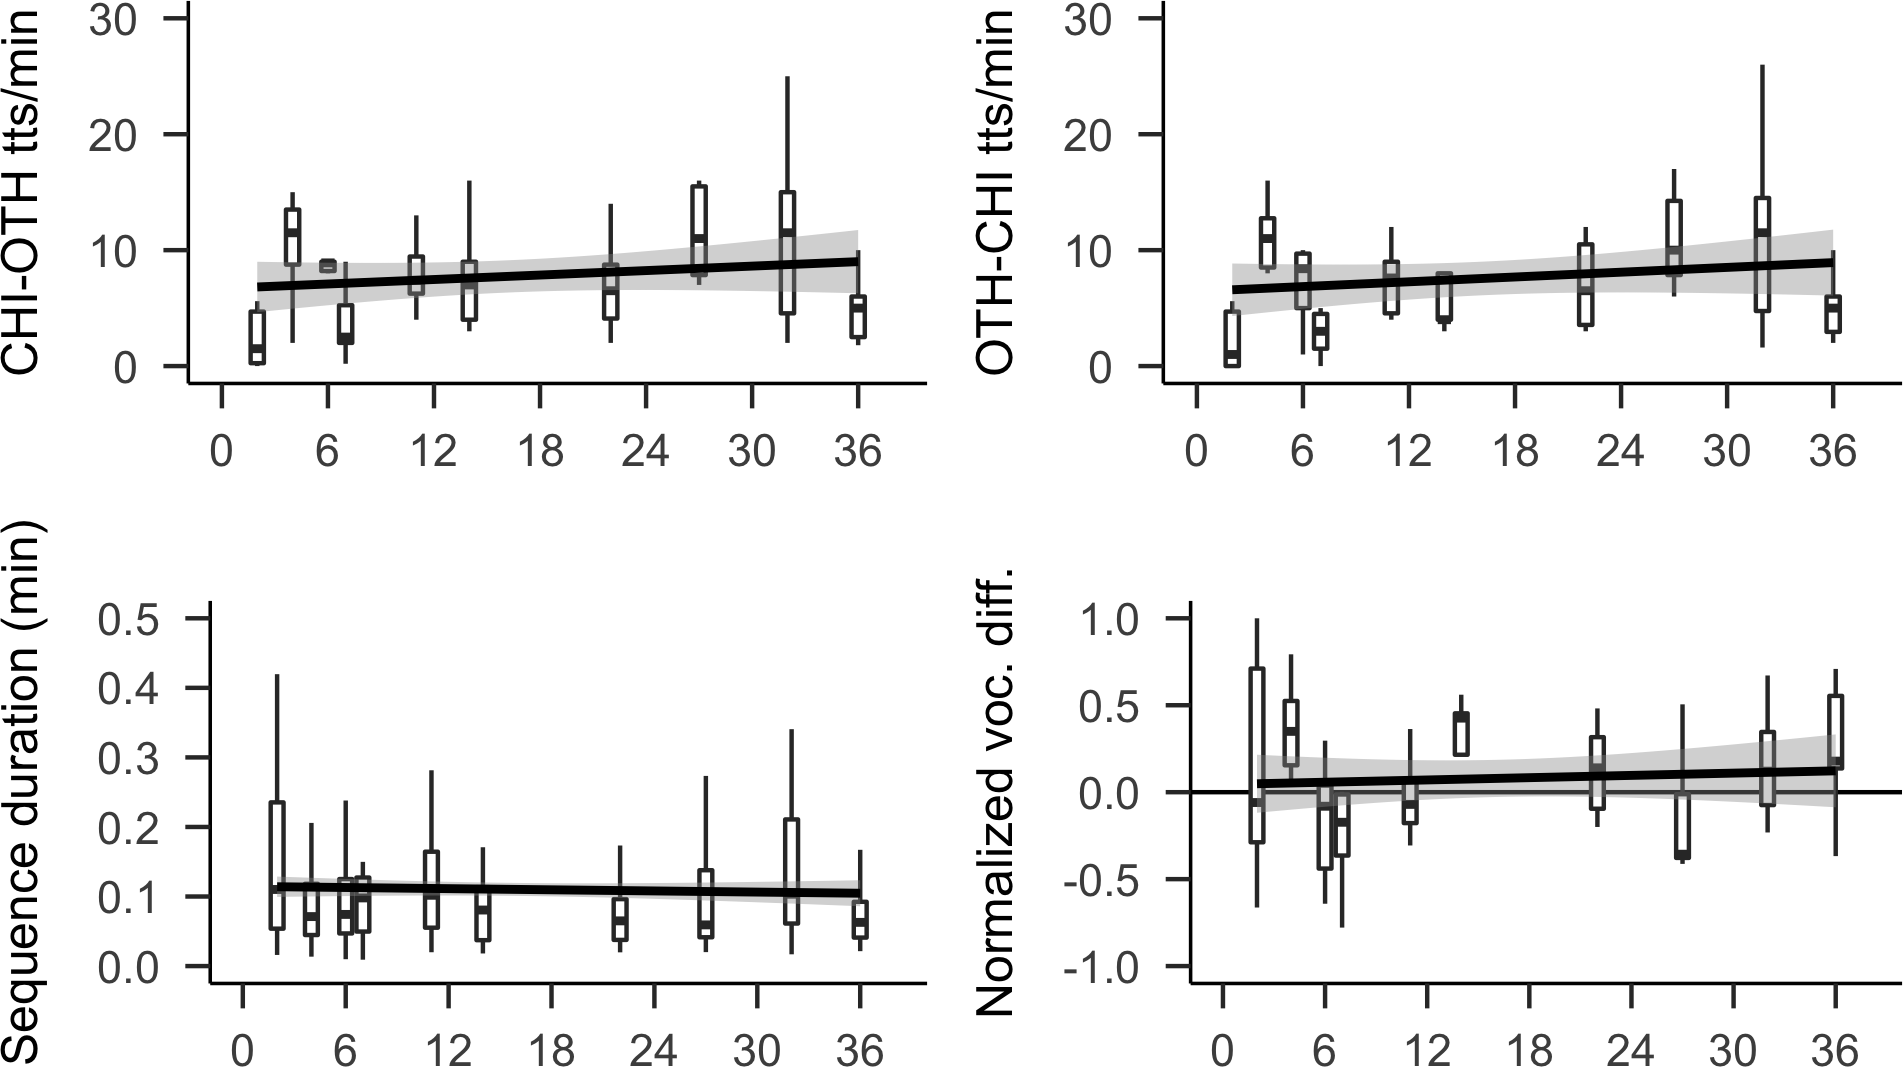 CHI-OTH tts/min
30
20
10
0
0 6 12 18 24 30 36
OTH-CHI tts/min
30
20
10
0
0 6 12 18 24 30 36
Sequence duration (min)
0.5
0.4
0.3
0.2
0.1
0.0
0 6 12 18 24 30 36
Normalized voc. diff.
1.0
0.5
0.0
-0.5
-1.0
0 6 12 18 24 30 36